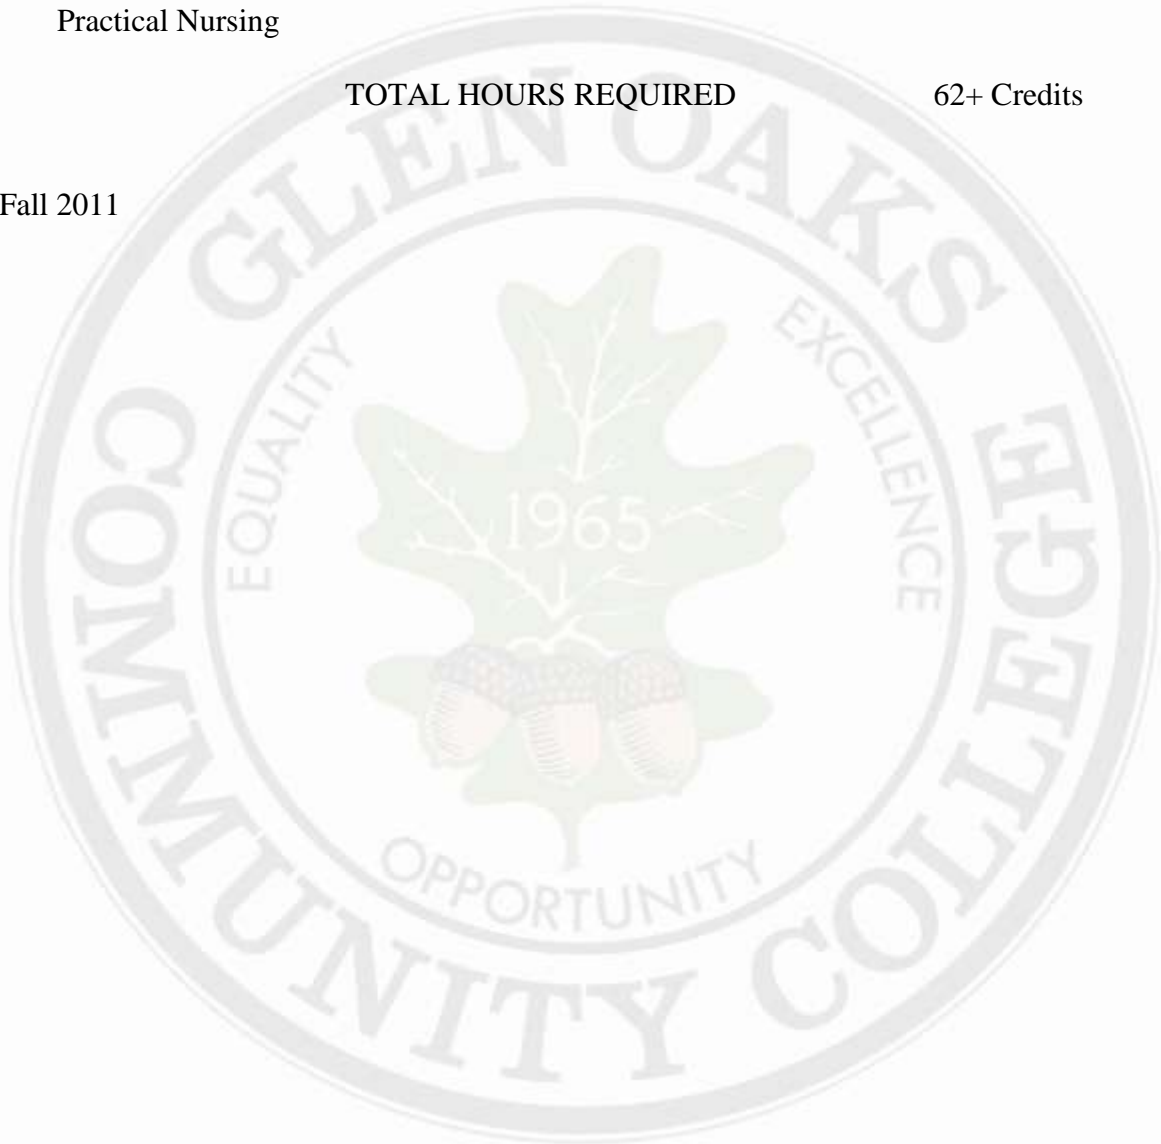 Practical Nursing
TOTAL HOURS REQUIRED 62+ Credits
Fall 2011
GLEN OAKS
COMMUNITY COLLEGE
EQUALITY
EXCELLENCE
1965
OPPORTUNITY